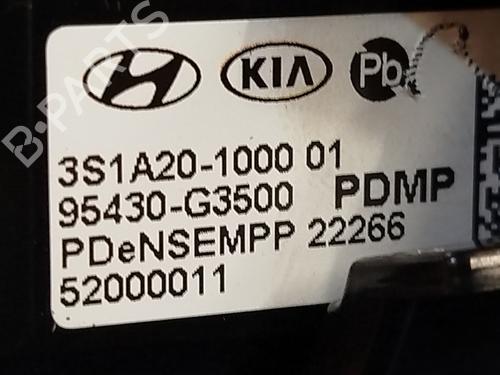 B-PARTS
KIA Pb
3S1A20-1000 01
95430-G3500 PDMP
PDeNSEMPP 22266
52000011